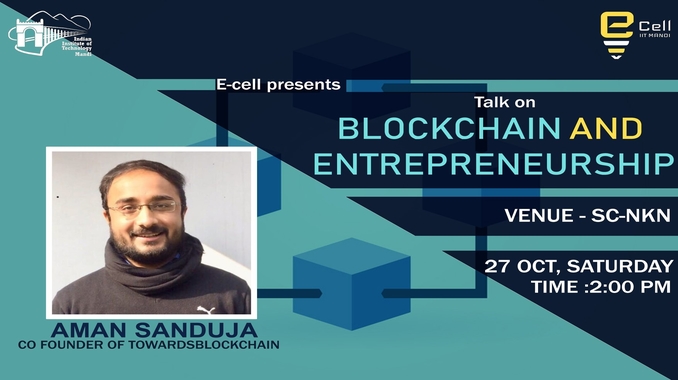 Indian
Institute of
Technology
Mandi
e Cell
IIT MANDI
E-cell presents
Talk on
BLOCKCHAIN AND
ENTREPRENEURSHIP
VENUE - SC-NKN
27 OCT, SATURDAY
TIME :2:00 PM
AMAN SANDUJA
CO FOUNDER OF TOWARDSBLOCKCHAIN